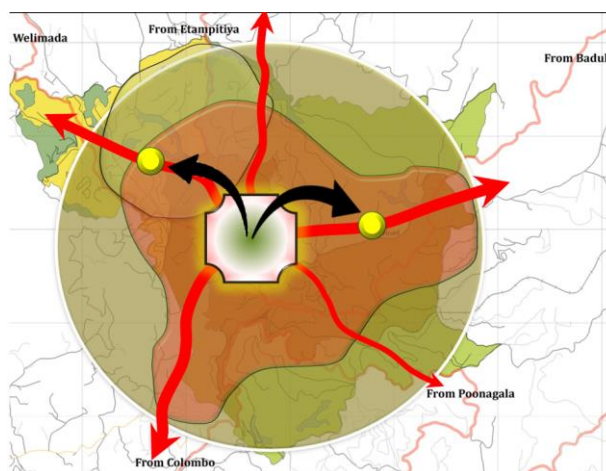 From Etampitiya
Welimada
From Badul
From Poonagala
From Colombo